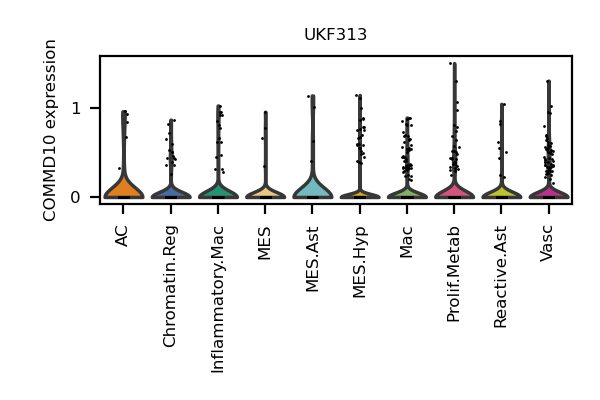 UKF313
COMMD10 expression
1
0
AC
Chromatin.Reg
Inflammatory.Mac
MES
MES.Ast
MES.Hyp
Mac
Prolif.Metab
Reactive.Ast
Vasc